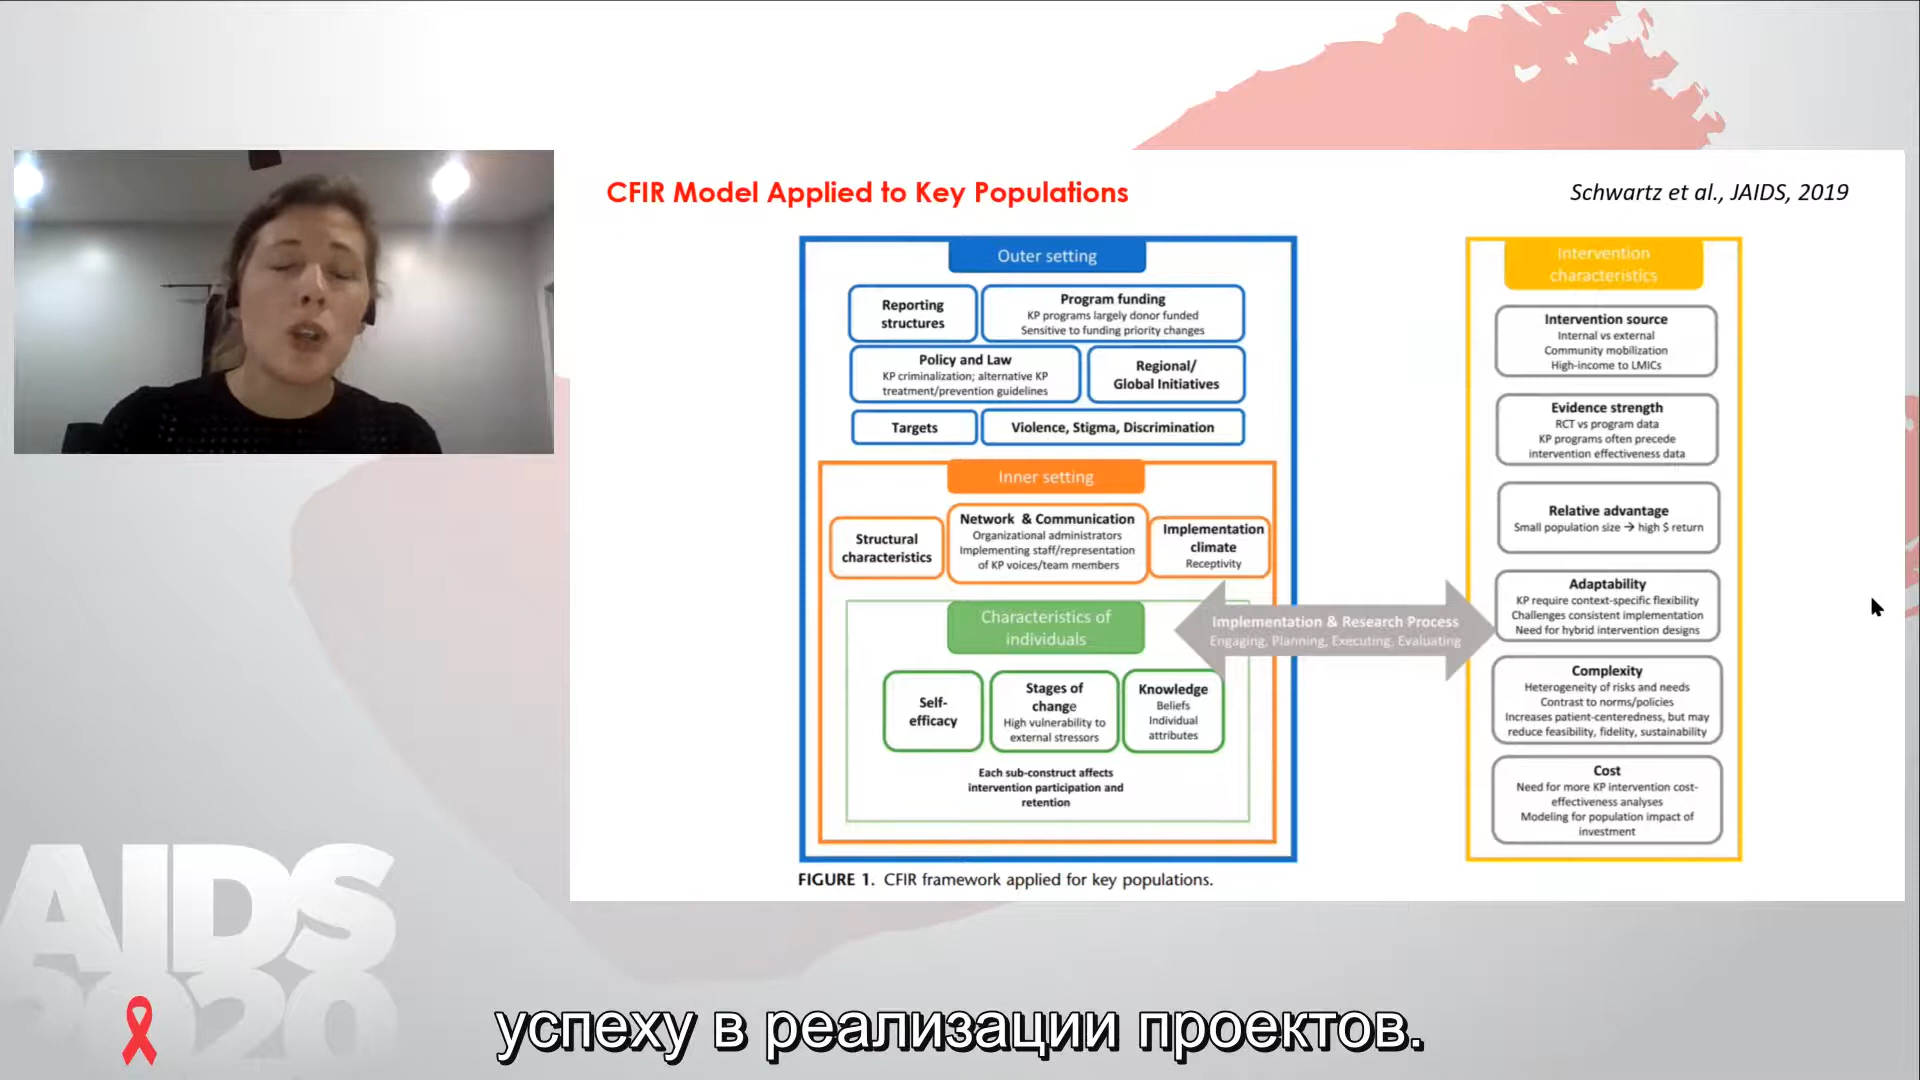 CFIR Model Applied to Key Populations
Schwartz et al., JAIDS, 2019
Outer setting
Reporting
structures
Program funding
KP programs largely donor funded
Sensitive to funding priority changes
Policy and Law
KP criminalization; alternative KP
treatment/prevention guidelines
Regional/
Global Initiatives
Targets
Violence, Stigma, Discrimination
Inner setting
Structural
characteristics
Network & Communication
Organizational administrators
Implementing staff/representation
of KP voices/team members
Implementation
climate
Receptivity
Characteristics of
individuals
Self-
efficacy
Stages of
change
High vulnerability to
external stressors
Knowledge
Beliefs
Individual
attributes
Each sub-construct affects
intervention participation and
retention
Implementation & Research Process
Engaging, Planning, Executing, Evaluating
Intervention
characteristics
Intervention source
Internal vs external
Community mobilization
High-income to LMICs
Evidence strength
RCT vs program data
KP programs often precede
intervention effectiveness data
Relative advantage
Small population size → high $ return
Adaptability
KP require context-specific flexibility
Challenges consistent implementation
Need for hybrid intervention designs
Complexity
Heterogeneity of risks and needs
Contrast to norms/policies
Increases patient-centeredness, but may
reduce feasibility, fidelity, sustainability
Cost
Need for more KP intervention cost-
effectiveness analyses
Modeling for population impact of
investment
FIGURE 1. CFIR framework applied for key populations.
AIDS
2020
успеху в реализации проектов.